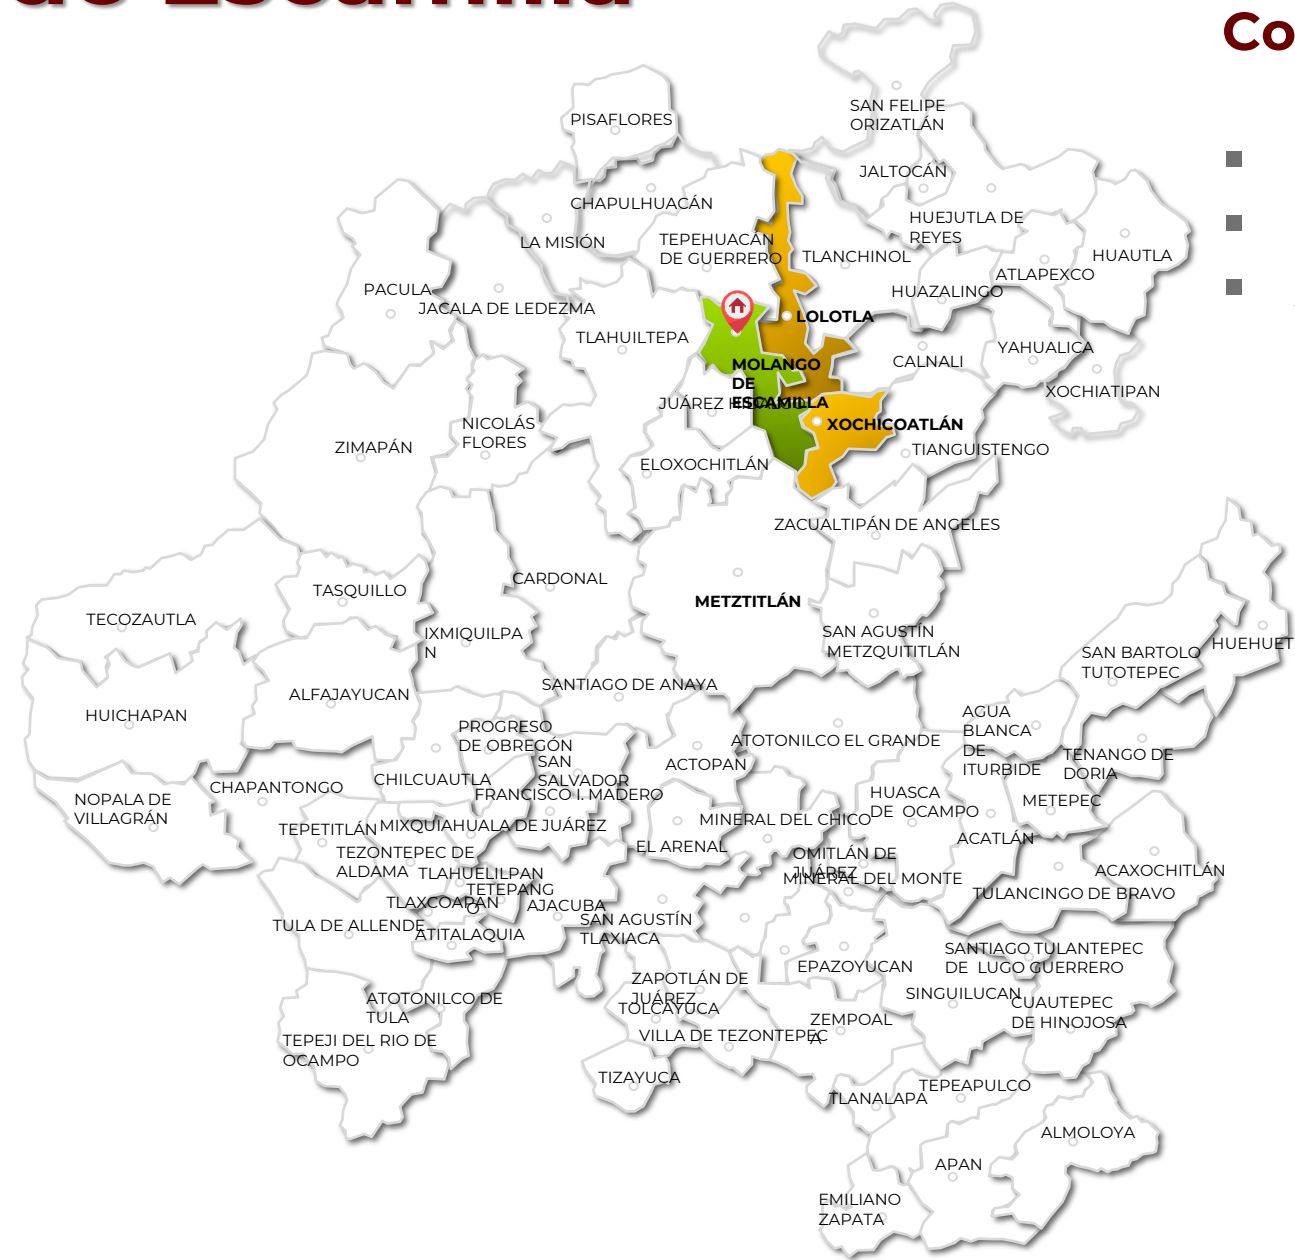 de Escamilla
Co
SAN FELIPE
ORIZATLÁN
PISAFLORES
JALTOCÁN
CHAPULHUACÁN
HUEJUTLA DE
REYES
LA MISIÓN
TEPEHUACÁN
DE GUERRERO
TLANCHINOL
HUAUTLA
ATLAPEXCO
PACULA
HUAZALINGO
JACALA DE LEDEZMA
LOLOTLA
TLAHUILTEPA
YAHUALICA
CALNALI
MOLANGO
DE
ESCAMILLA
XOCHIATIPAN
JUÁREZ HIDALGO
NICOLÁS
FLORES
XOCHICOATLÁN
ZIMAPÁN
TIANGUISTENGO
ELOXOCHITLÁN
ZACUALTIPÁN DE ANGELES
CARDONAL
TASQUILLO
METZTITLÁN
TECOZAUTLA
IXMIQUILPA
N
SAN AGUSTÍN
METZQUITITLÁN
HUEHUET
SAN BARTOLO
TUTOTEPEC
SANTIAGO DE ANAYA
ALFAJAYUCAN
HUICHAPAN
AGUA
BLANCA
DE
ITURBIDE
PROGRESO
DE OBREGÓN
ATOTONILCO EL GRANDE
SAN
SALVADOR
ACTOPAN
TENANGO DE
DORIA
CHILCUAUTLA
CHAPANTONGO
FRANCISCO I. MADERO
HUASCA
DE  OCAMPO
METEPEC
NOPALA DE
VILLAGRÁN
MINERAL DEL CHICO
TEPETITLÁN
MIXQUIAHUALA DE JUÁREZ
ACATLÁN
EL ARENAL
TEZONTEPEC DE
ALDAMA
OMITLÁN DE
JUÁREZ
ACAXOCHITLÁN
TLAHUELILPAN
MINERAL DEL MONTE
TETEPANG
O
TULANCINGO DE BRAVO
TLAXCOAPAN
AJACUBA
TULA DE ALLENDE
SAN AGUSTÍN
TLAXIACA
ATITALAQUIA
SANTIAGO TULANTEPEC
DE  LUGO GUERRERO
EPAZOYUCAN
ZAPOTLÁN DE
JUÁREZ
SINGUILUCAN
ATOTONILCO DE
TULA
CUAUTEPEC
DE HINOJOSA
TOLCAYUCA
ZEMPOAL
A
VILLA DE TEZONTEPEC
TEPEJI DEL RIO DE
OCAMPO
TIZAYUCA
TEPEAPULCO
TLANALAPA
ALMOLOYA
APAN
EMILIANO
ZAPATA